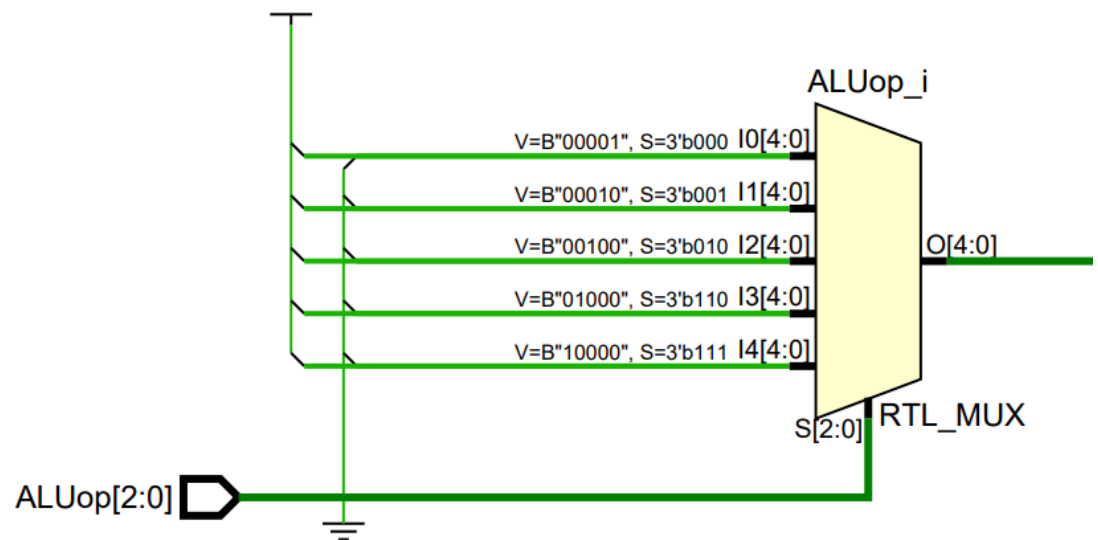 ALUop_i
V=B"00001", S=3'b000 I0[4:0]
V=B"00010", S=3'b001 I1[4:0]
V=B"00100", S=3'b010 I2[4:0]
O[4:0]
V=B"01000", S=3'b110 I3[4:0]
V=B"10000", S=3'b111 I4[4:0]
RTL_MUX
S[2:0]
ALUop[2:0]